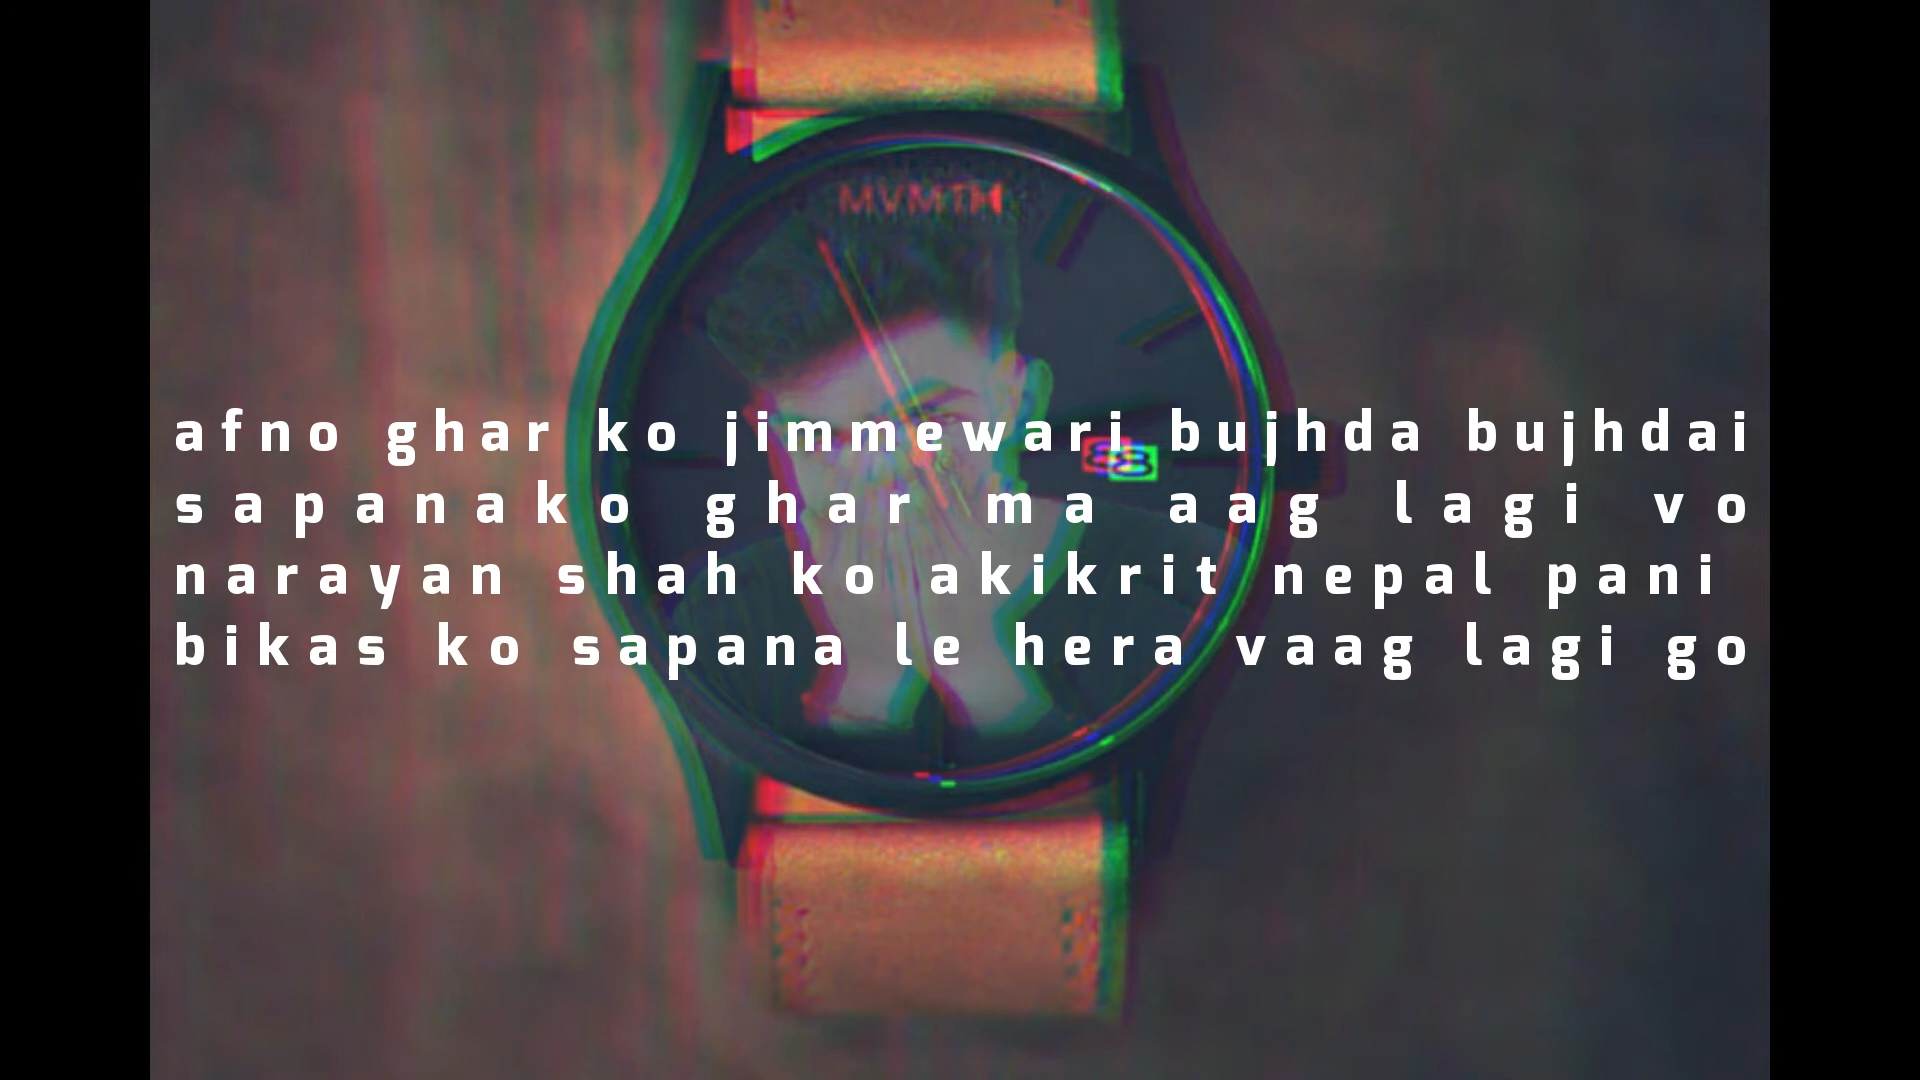 MVMTH
afno ghar ko jimmewari bujhda bujhdai
sapanako ghar ma aag lagi vo
narayan shah ko akikrit nepal pani
bikas ko sapana le hera vaag lagi go